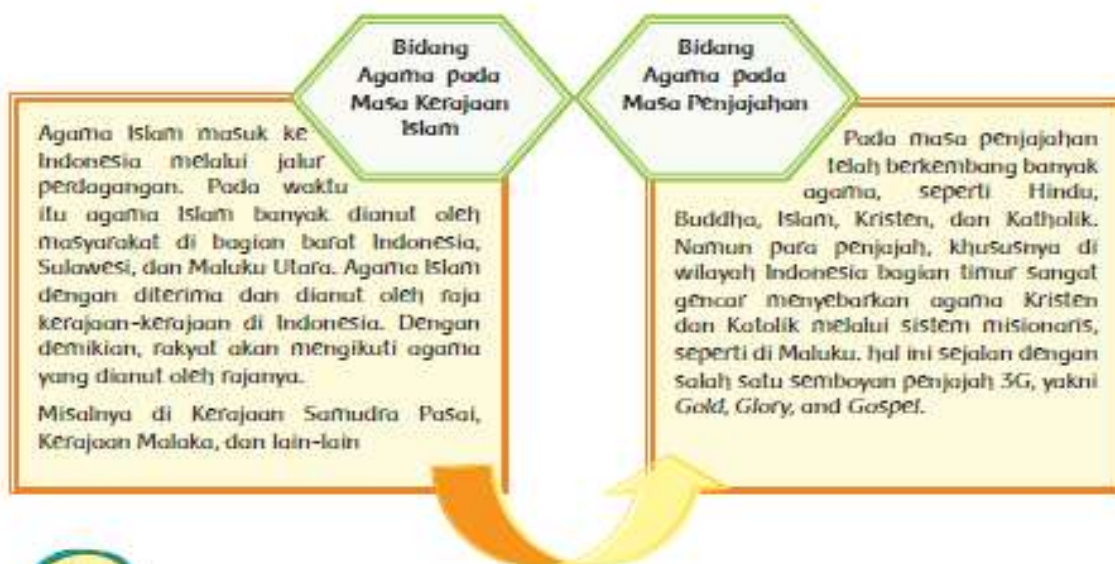 Bidang
Agama pada
Masa Kerajaan
Islam
Agama Islam masuk ke
Indonesia melalui jalur
perdagangan. Pada waktu
itu agama Islam banyak dianut oleh
masyarakat di bagian barat Indonesia,
Sulawesi, dan Maluku Utara. Agama Islam
dengan diterima dan dianut oleh raja
kerajaan-kerajaan di Indonesia. Dengan
demikian, rakyat akan mengikuti agama
yang dianut oleh rajanya.
Misalnya di Kerajaan Samudra Pasai,
Kerajaan Malaka, dan lain-lain
Bidang
Agama pada
Masa Penjajahan
Pada masa penjajahan
telah berkembang banyak
agama, seperti Hindu,
Buddha, Islam, Kristen, dan Katholik.
Namun para penjajah, khususnya di
wilayah Indonesia bagian timur sangat
gencar menyebarkan agama Kristen
dan Katolik melalui sistem misionaris,
seperti di Maluku. hal ini sejalan dengan
salah satu semboyan penjajah 3G, yakni
Gold, Glory, and Gospel.